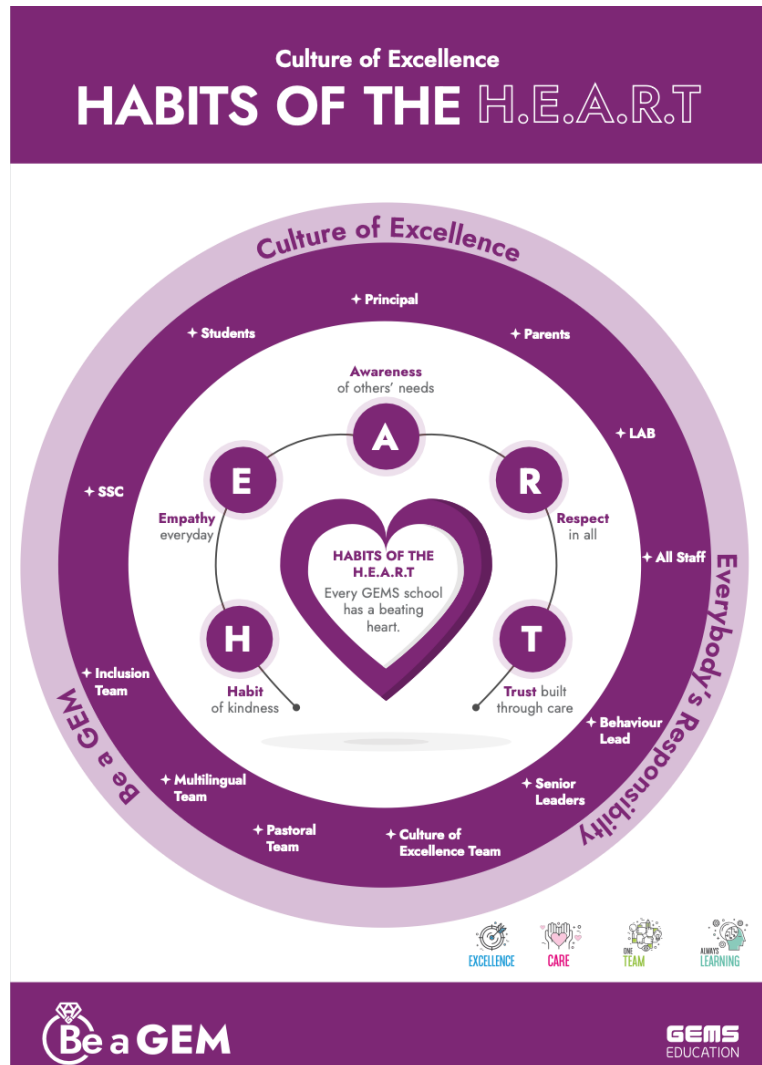 Culture of Excellence
HABITS OF THE H.E.A.R.T
Culture of Excellence
Principal
Students
Parents
LAB
SSC
All Staff
Inclusion
Team
Behaviour
Lead
Multilingual
Team
Senior
Leaders
Pastoral
Team
Culture of
Excellence Team
Be a GEM
Everybody's Responsibility
Awareness
of others' needs
A
E
R
Empathy
everyday
Respect
in all
HABITS OF THE
H.E.A.R.T
Every GEMS school
has a beating
heart.
H
T
Habit
of kindness
Trust built
through care
EXCELLENCE
CARE
ONE
TEAM
ALWAYS
LEARNING
Be a GEM
GEMS
EDUCATION